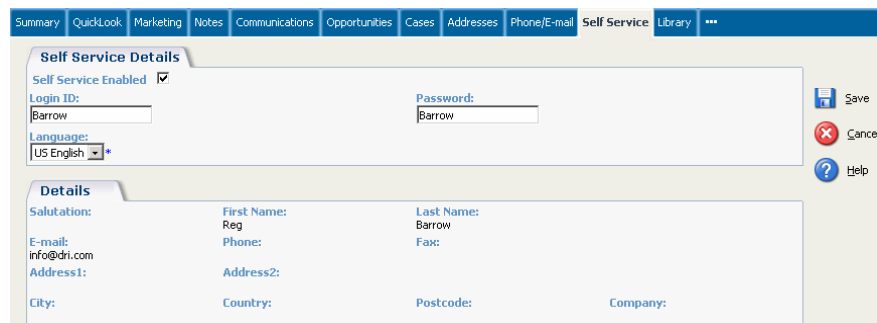 Summary QuickLook Marketing Notes Communications Opportunities Cases Addresses Phone/E-mail Self Service Library •••
Self Service Details
Self Service Enabled
Save
Login ID: Password:
Barrow Barrow
Cance
Language:
US English *
Help
Details
Salutation: First Name: Last Name:
Reg Barrow
E-mail: Phone: Fax:
info@dri.com
Address1: Address2:
City: Country: Postcode: Company: